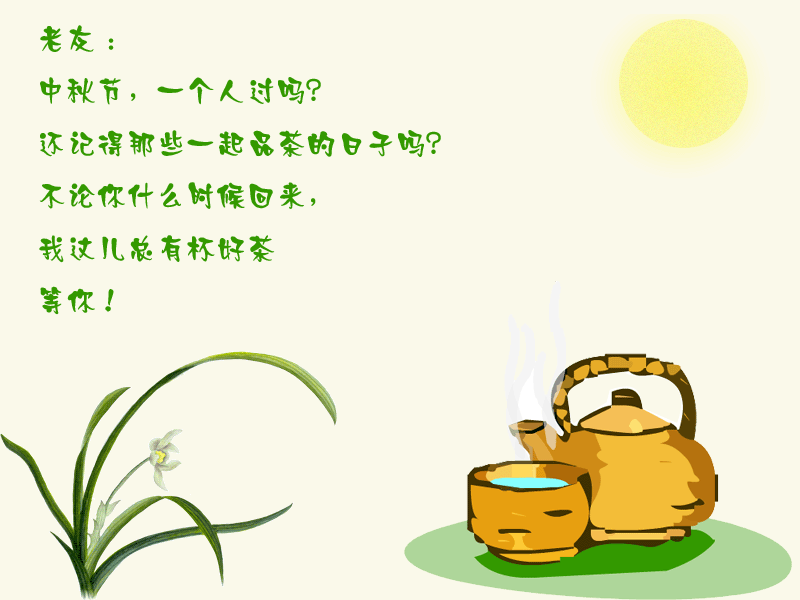 老友：
中秋节，一个人过吗?
还记得那些一起品茶的日子吗?
不论你什么时候回来，
我这儿总有杯好茶
等你！